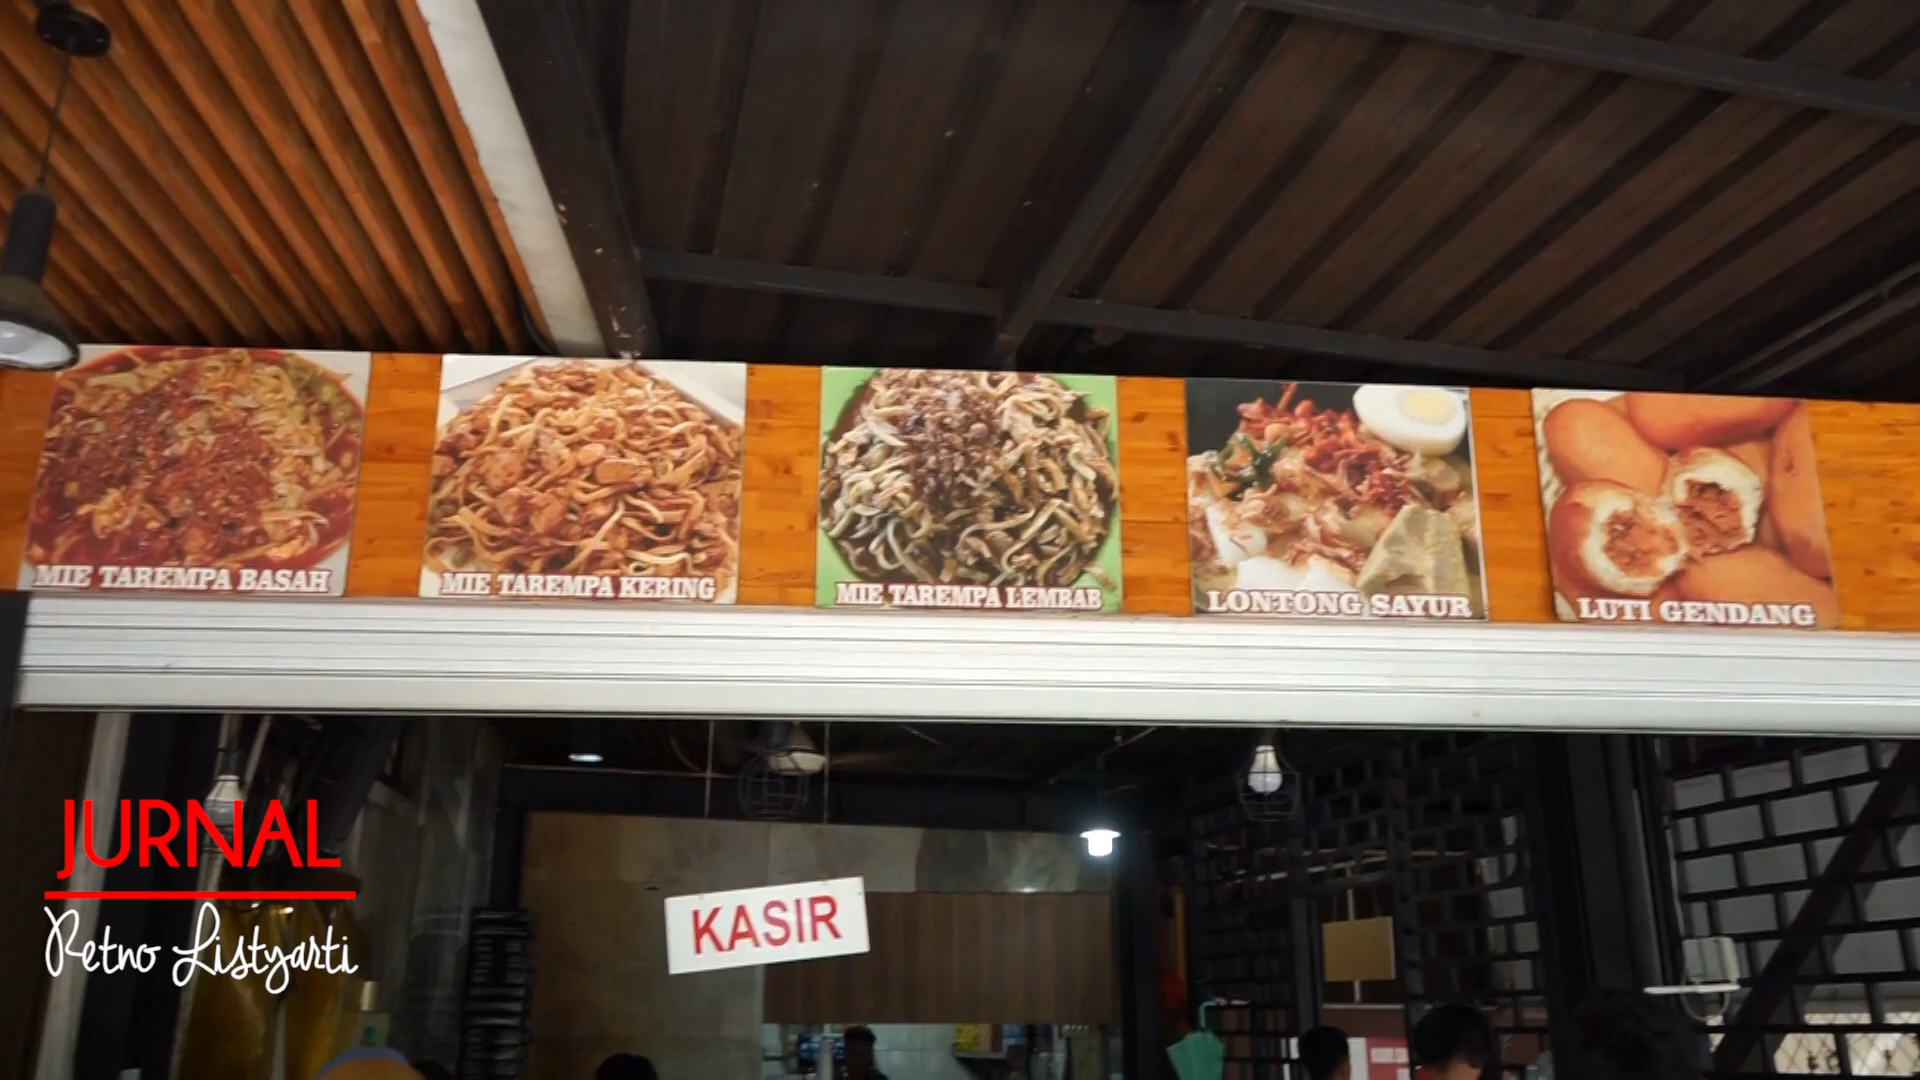 MIE TAREMPA BASAH
MIE TAREMPA KERING
MIE TAREMPA LEMBAB
LONTONG SAYUR
LUTI GENDANG
KASIR
JURNAL
Retno Listyarti